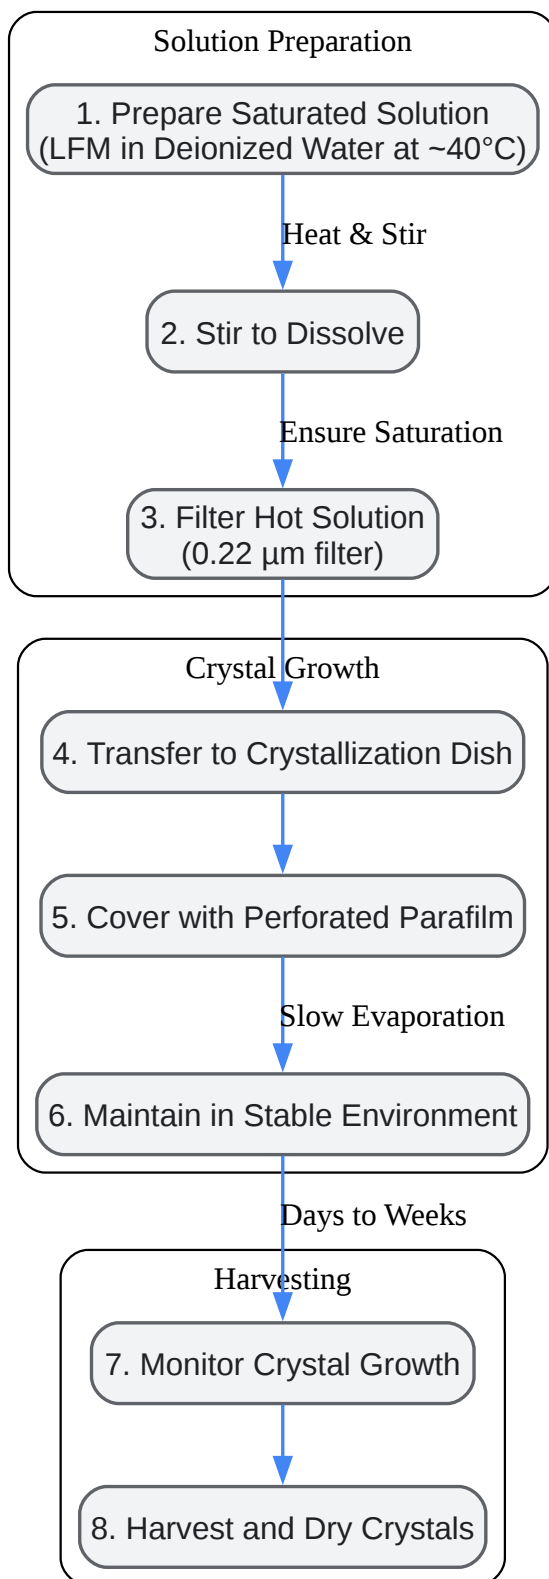 Solution Preparation
1. Prepare Saturated Solution
(LFM in Deionized Water at ~40°C)
Heat & Stir
2. Stir to Dissolve
Ensure Saturation
3. Filter Hot Solution
(0.22 µm filter)
Crystal Growth
4. Transfer to Crystallization Dish
5. Cover with Perforated Parafilm
Slow Evaporation
6. Maintain in Stable Environment
Days to Weeks
Harvesting
7. Monitor Crystal Growth
8. Harvest and Dry Crystals